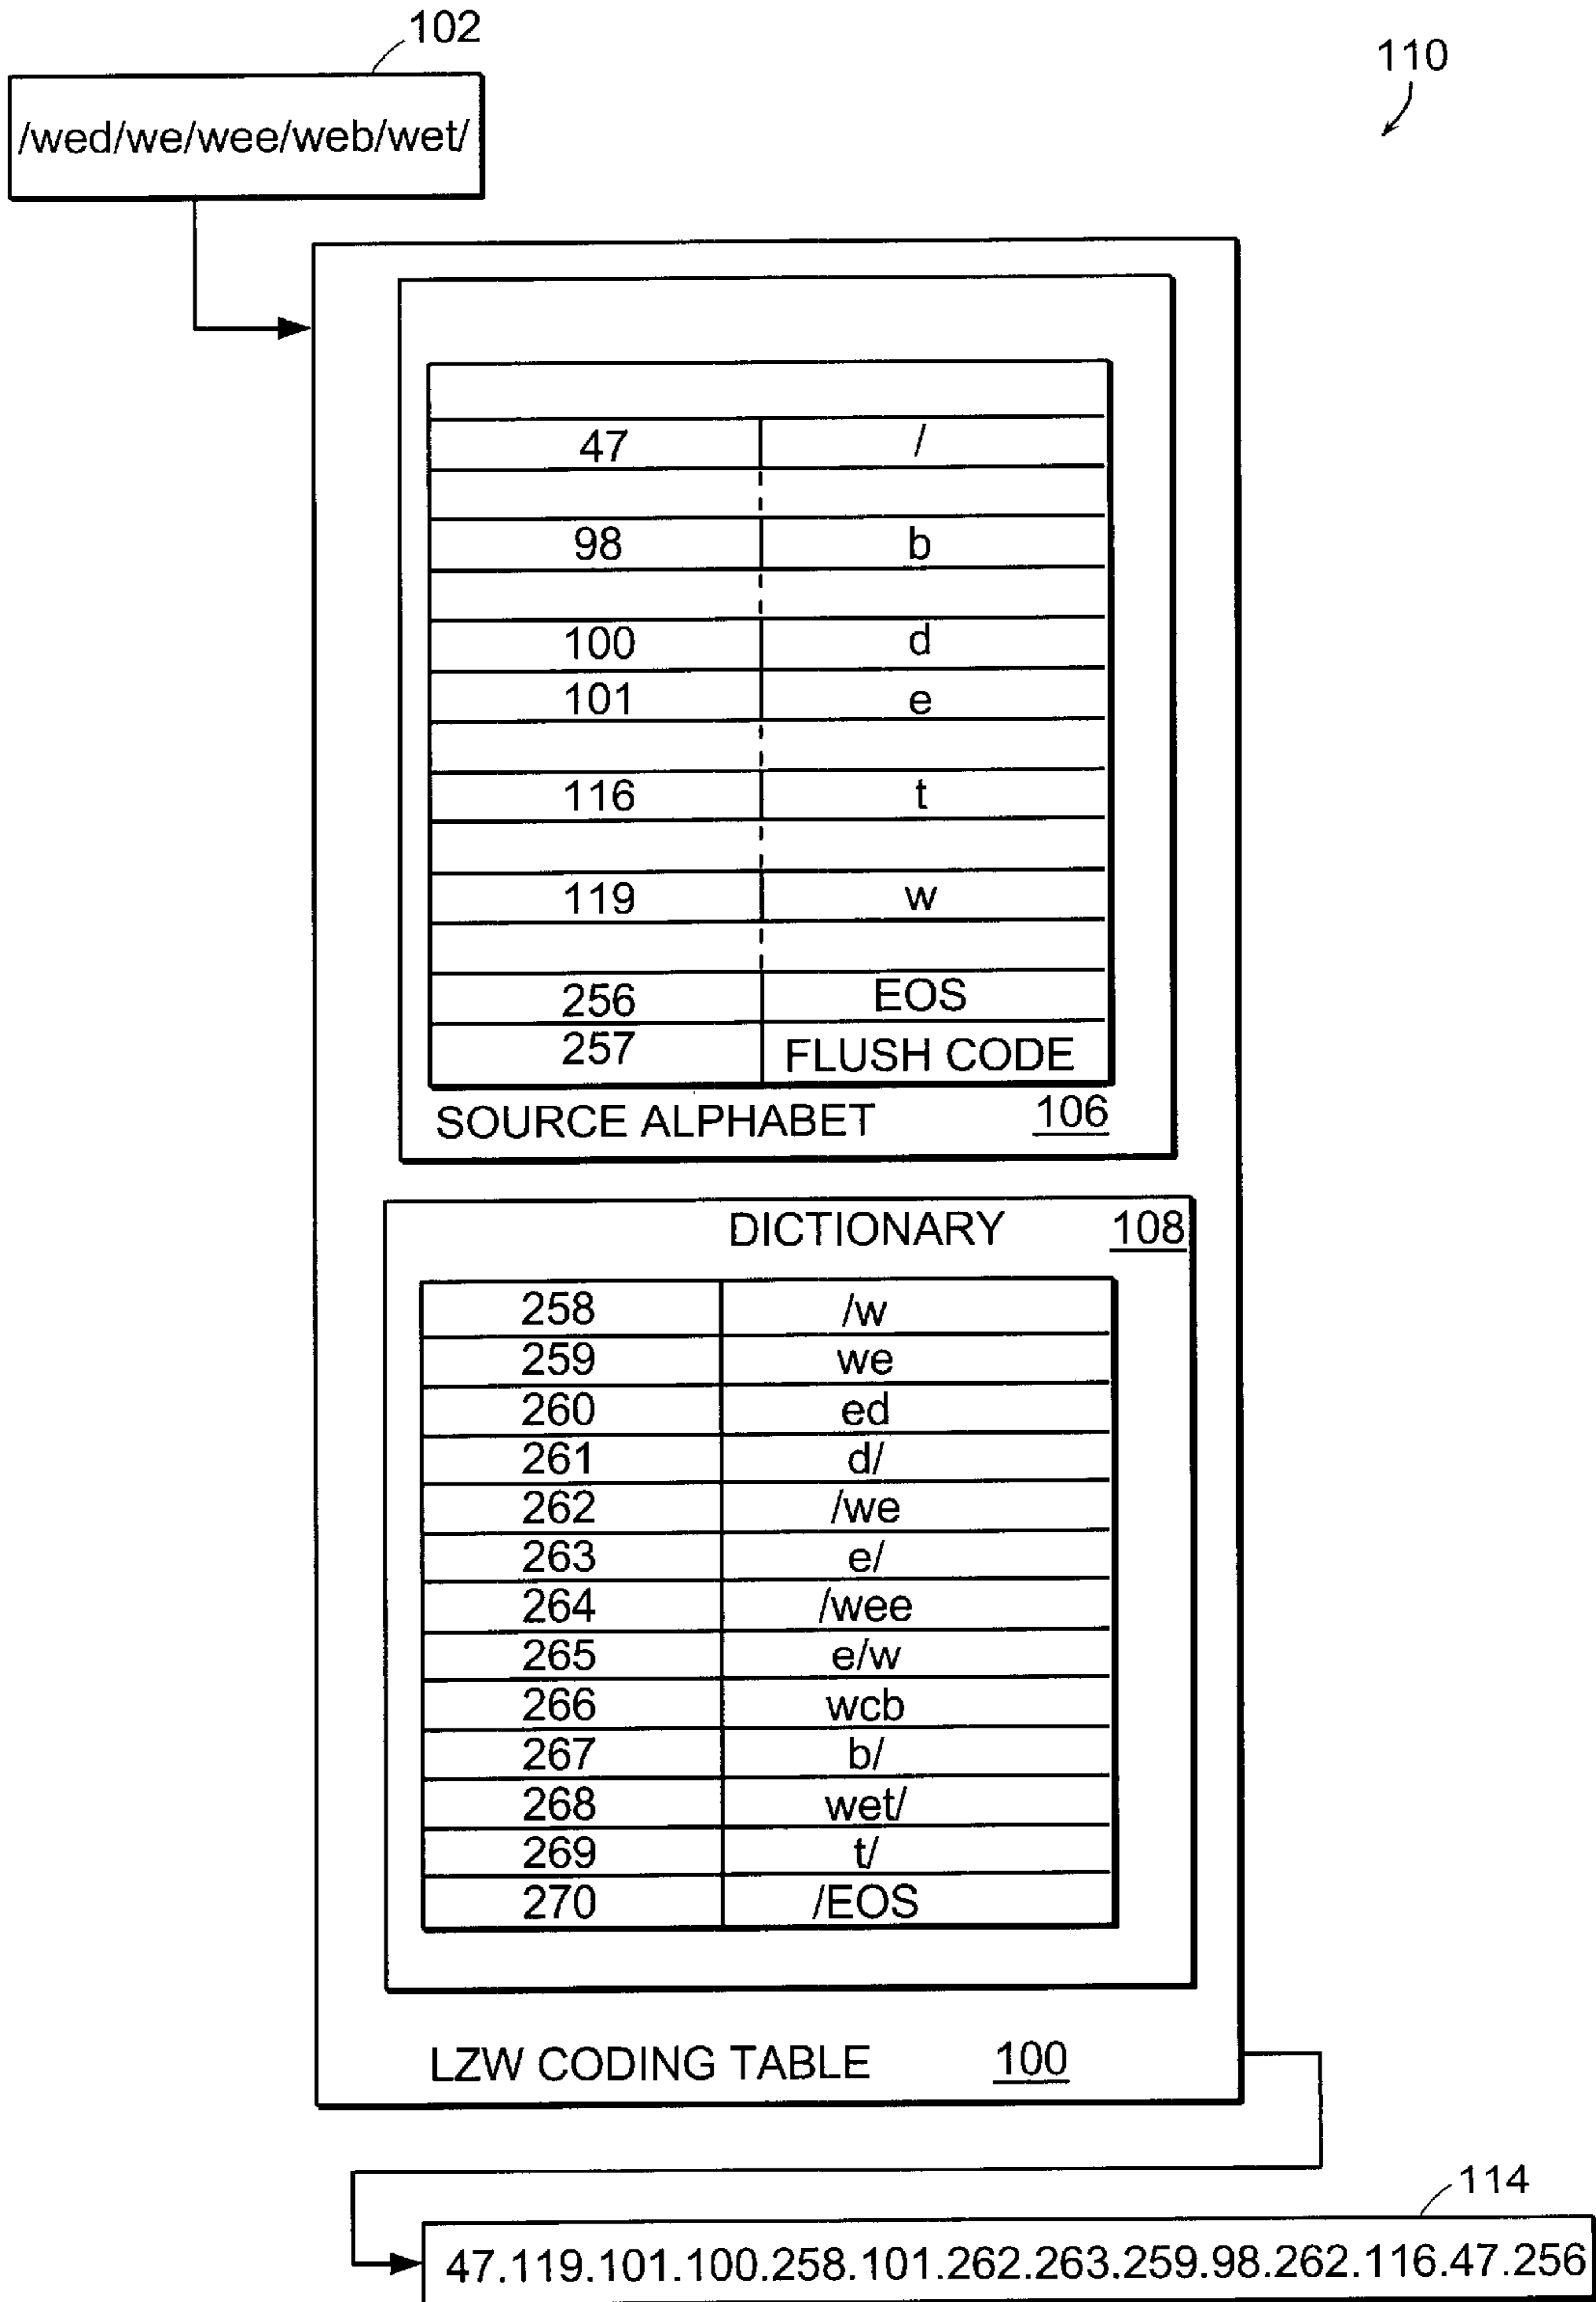 102
110
/wed/we/wee/web/wet/
47 /
98 b
100 d
101 e
116 t
119 w
256 EOS
257 FLUSH CODE
SOURCE ALPHABET 106
DICTIONARY 108
258 /w
259 we
260 ed
261 d/
262 /we
263 e/
264 /wee
265 e/w
266 wcb
267 b/
268 wet/
269 t/
270 /EOS
LZW CODING TABLE 100
114
47.119.101.100.258.101.262.263.259.98.262.116.47.256